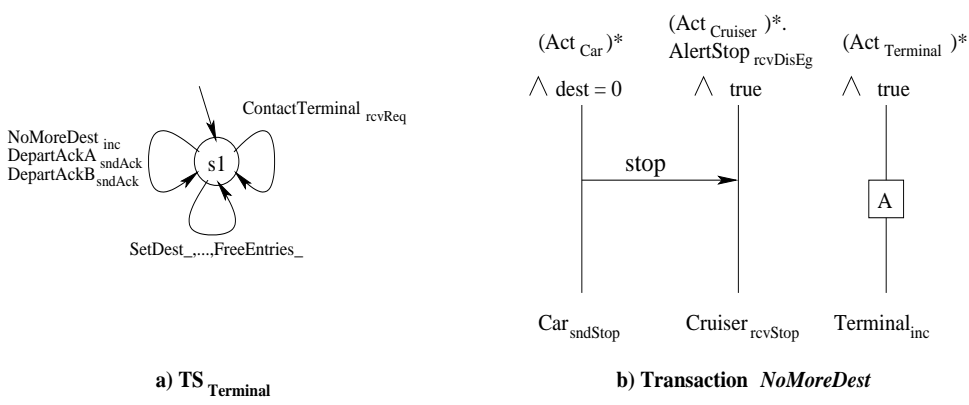 ContactTerminal rcvReq
NoMoreDest inc
DepartAckA sndAck
DepartAckB sndAck
s1
SetDest_,...,FreeEntries_
a) TS Terminal
(Act Car )*
∧ dest = 0
(Act Cruiser )*.
AlertStop rcvDisEg
∧ true
(Act Terminal )*
∧ true
stop
A
Car sndStop
Cruiser rcvStop
Terminal inc
b) Transaction NoMoreDest